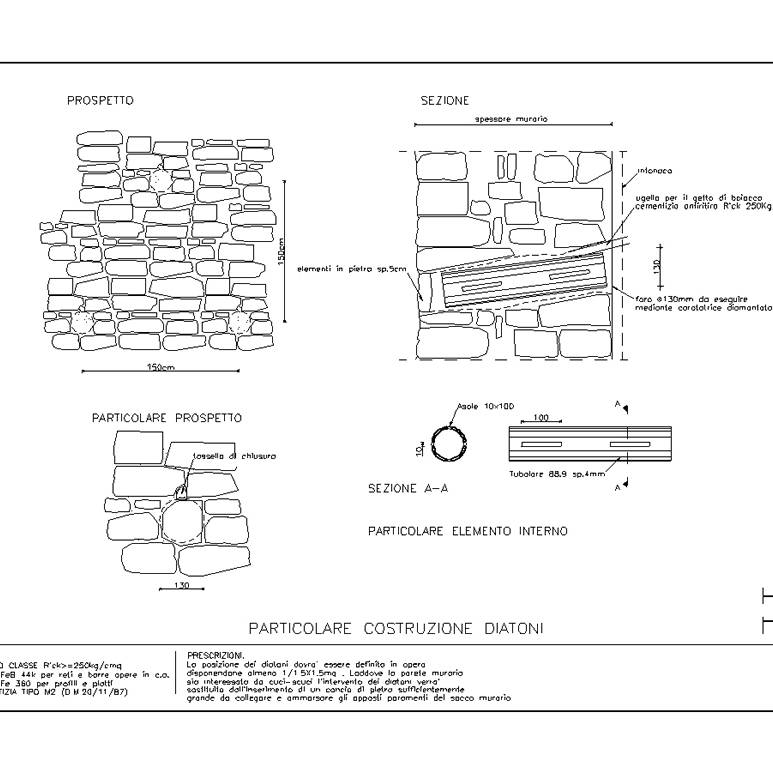 PROSPETTO
SEZIONE
spessore murario
intonaco
ugello per il getto di boiacca
cementizia antiritiro R'ck 250Kg
150cm
elementi in pietra sp.5cm
130
foro ⌀130mm da eseguire
mediante carotatrice diamantata
150cm
PARTICOLARE PROSPETTO
tassello di chiusura
130
Asole 10x100
10
100
A
Tubolare 88.9 sp.4mm
A
SEZIONE A-A
PARTICOLARE ELEMENTO INTERNO
PARTICOLARE COSTRUZIONE DIATONI
O CLASSE R'ck>=250kg/cmq
FeB 44k per reti e barre opere in c.a.
Fe 360 per profili e piatti
TIZIA TIPO M2 (D M 20/11/87)
PRESCRIZIONI.
La posizione dei diatoni dovra' essere definita in opera
disponendone almeno 1/1.5X1.5mq . Laddove la parete muraria
sia interessata da cuci-scuci l'intervento dei diatoni verra'
sostituito dall'inserimento di un concio di pietra sufficientemente
grande da collegare e ammorsare gli apposti paramenti del sacco murario